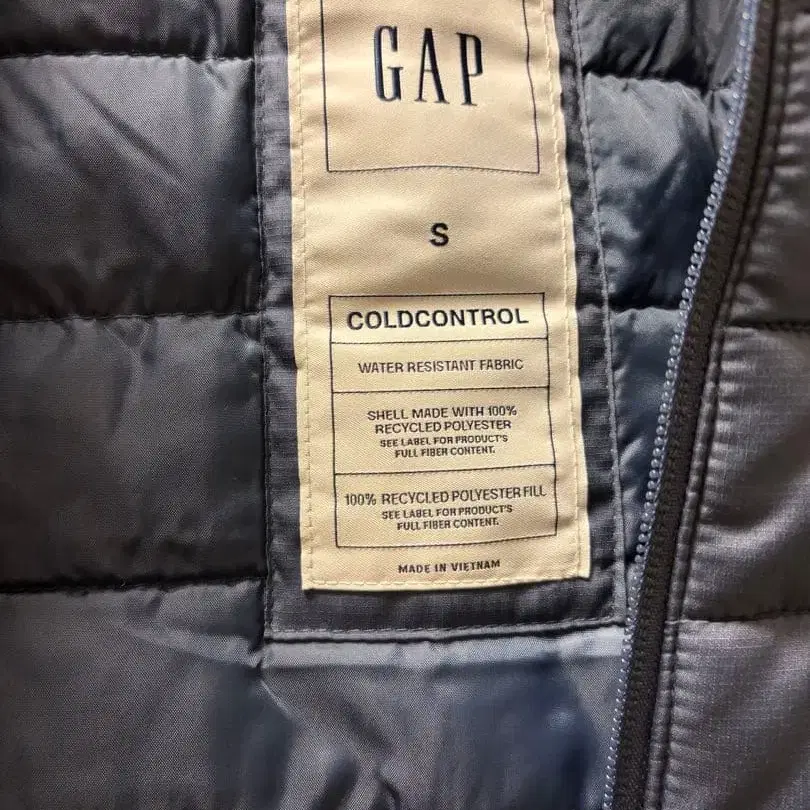 GAP
S
COLDCONTROL
WATER RESISTANT FABRIC
SHELL MADE WITH 100%
RECYCLED POLYESTER
SEE LABEL FOR PRODUCT'S
FULL FIBER CONTENT.
100% RECYCLED POLYESTER FILL
SEE LABEL FOR PRODUCT'S
FULL FIBER CONTENT.
MADE IN VIETNAM